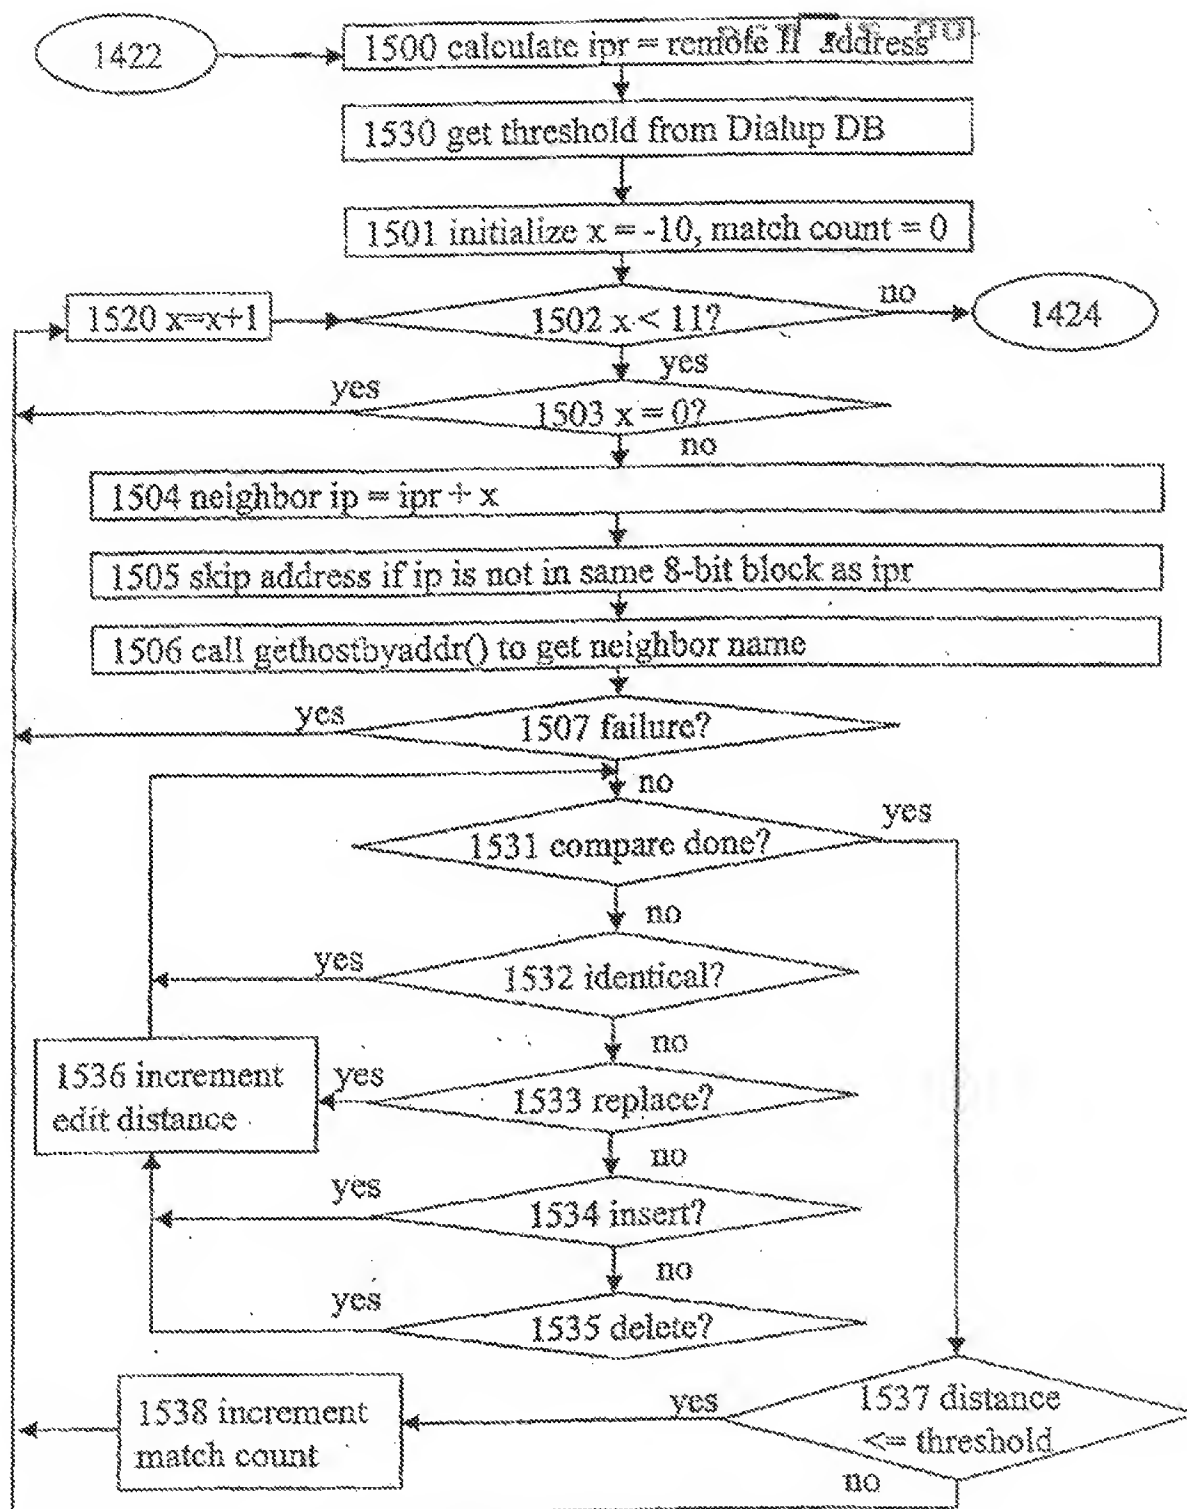 1422
1500 calculate ipr = remote address
1530 get threshold from Dialup DB
1501 initialize x = -10, match count = 0
1520 x=x+1
1502 x < 11?
no
1424
yes
yes
1503 x = 0?
no
1504 neighbor ip = ipr + x
1505 skip address if ip is not in same 8-bit block as ipr
1506 call gethostbyaddr() to get neighbor name
yes
1507 failure?
no
yes
1531 compare done?
no
yes
1532 identical?
no
1536 increment
edit distance
yes
1533 replace?
no
yes
1534 insert?
no
yes
1535 delete?
1538 increment
match count
yes
1537 distance
<= threshold
no